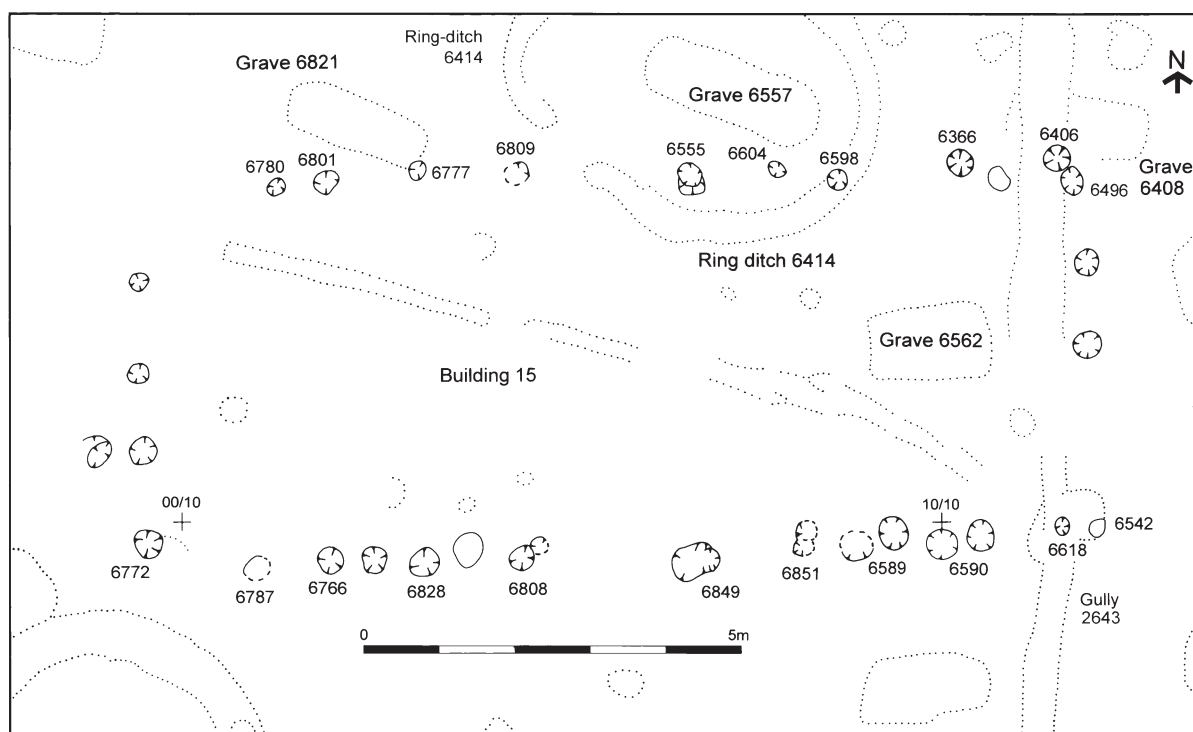 Ring-ditch
6414
Grave 6821
Grave 6557
N
6780
6801
6777
6809
6555
6604
6598
6366
6406
Grave
6408
6496
Ring ditch 6414
Grave 6562
Building 15
00/10
10/10
6772
6787
6766
6828
6808
6849
6851
6589
6590
6618
6542
Gully
2643
0
5m